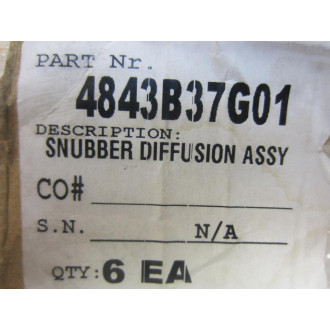 PART Nr.
4843B37G01
DESCRIPTION:
SNUBBER DIFFUSION ASSY
CO#
S.N. N/A
QTY: 6 EA